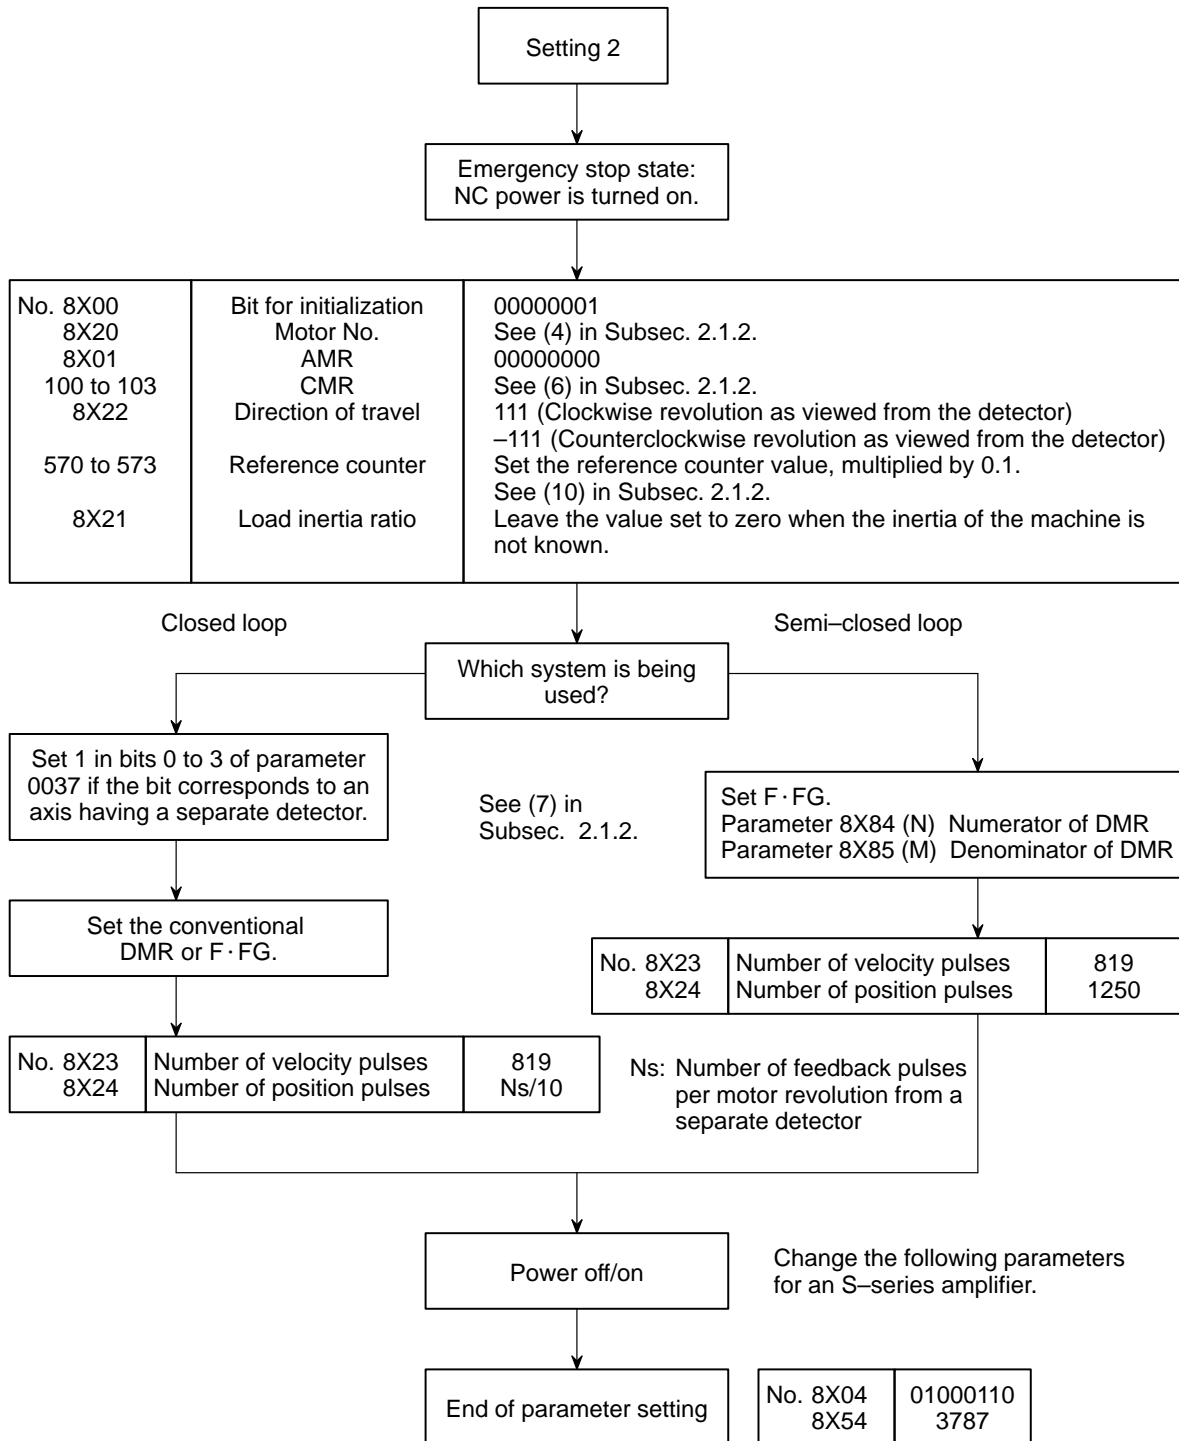 Setting 2
Emergency stop state:
NC power is turned on.
No. 8X00 Bit for initialization 00000001
8X20 Motor No. See (4) in Subsec. 2.1.2.
8X01 AMR 00000000
100 to 103 CMR See (6) in Subsec. 2.1.2.
8X22 Direction of travel 111 (Clockwise revolution as viewed from the detector)
–111 (Counterclockwise revolution as viewed from the detector)
570 to 573 Reference counter Set the reference counter value, multiplied by 0.1.
See (10) in Subsec. 2.1.2.
8X21 Load inertia ratio Leave the value set to zero when the inertia of the machine is
not known.
Closed loop
Semi–closed loop
Which system is being
used?
Set 1 in bits 0 to 3 of parameter
0037 if the bit corresponds to an
axis having a separate detector.
See (7) in
Subsec. 2.1.2.
Set F·FG.
Parameter 8X84 (N) Numerator of DMR
Parameter 8X85 (M) Denominator of DMR
Set the conventional
DMR or F·FG.
No. 8X23 Number of velocity pulses 819
8X24 Number of position pulses 1250
No. 8X23 Number of velocity pulses 819
8X24 Number of position pulses Ns/10
Ns: Number of feedback pulses
per motor revolution from a
separate detector
Power off/on
Change the following parameters
for an S–series amplifier.
End of parameter setting
No. 8X04 01000110
8X54 3787